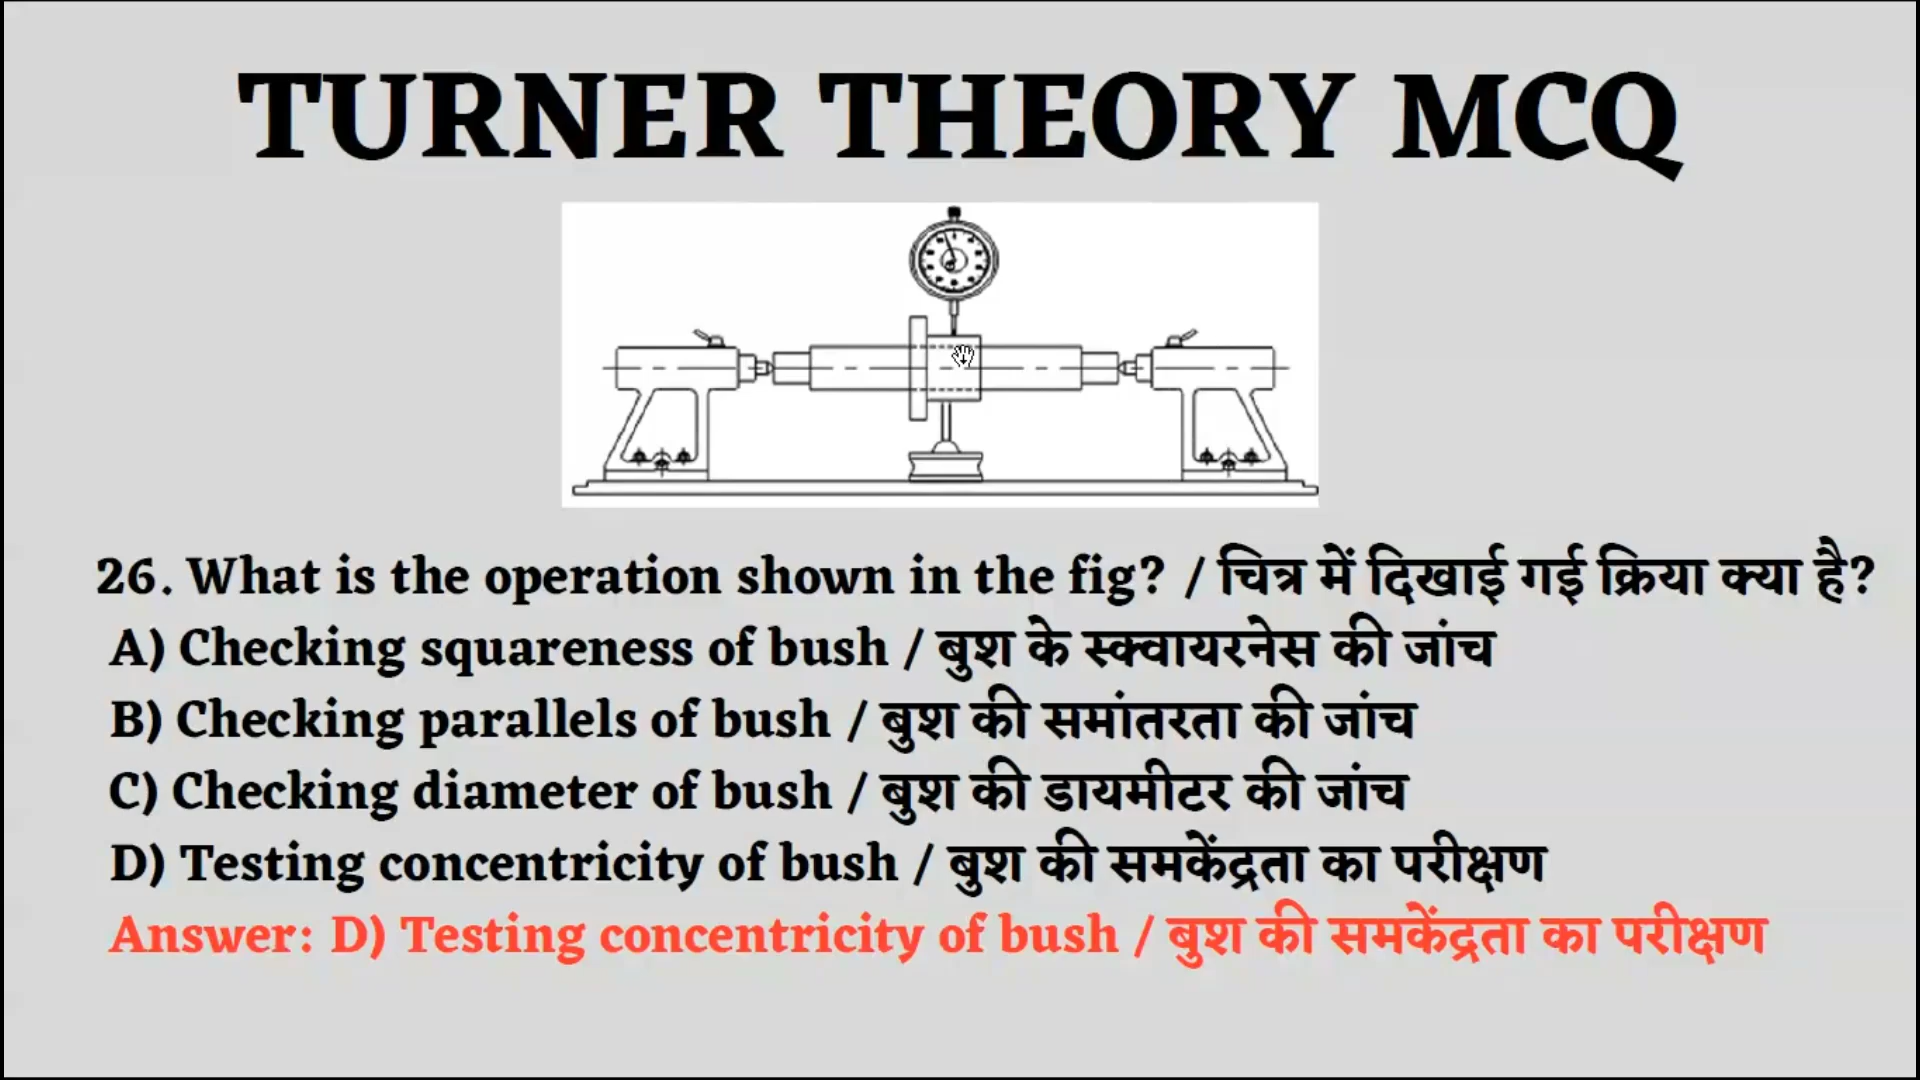 TURNER THEORY MCQ
26. What is the operation shown in the fig? / चित्र में दिखाई गई क्रिया क्या है?
A) Checking squareness of bush / बुश के स्क्वायरनेस की जांच
B) Checking parallels of bush / बुश की समांतरता की जांच
C) Checking diameter of bush / बुश की डायमीटर की जांच
D) Testing concentricity of bush / बुश की समकेंद्रता का परीक्षण
Answer: D) Testing concentricity of bush / बुश की समकेंद्रता का परीक्षण